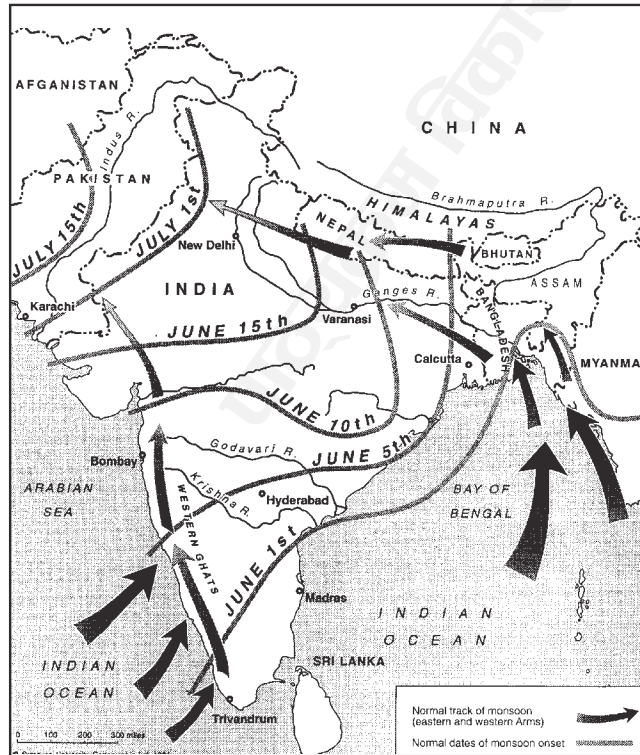 AFGANISTAN
CHINA
Indus R.
PAKISTAN
Brahmaputra R.
HIMALAYAS
NEPAL
JULY 15th
JULY 1st
New Delhi
BHUTAN
ASSAM
INDIA
Ganges R.
BANGLADESH
Karachi
Varanasi
JUNE 15th
Calcutta
MYANMA
JUNE 10th
Godavari R.
JUNE 5th
Bombay
Krishna R.
Hyderabad
ARABIAN
SEA
BAY OF
BENGAL
WESTERN GHATS
JUNE 1st
Madras
INDIAN
OCEAN
INDIAN
OCEAN
SRI LANKA
Trivandrum
0 100 200 300 miles
Normal track of monsoon
(eastern and western Arms)
Normal dates of monsoon onset